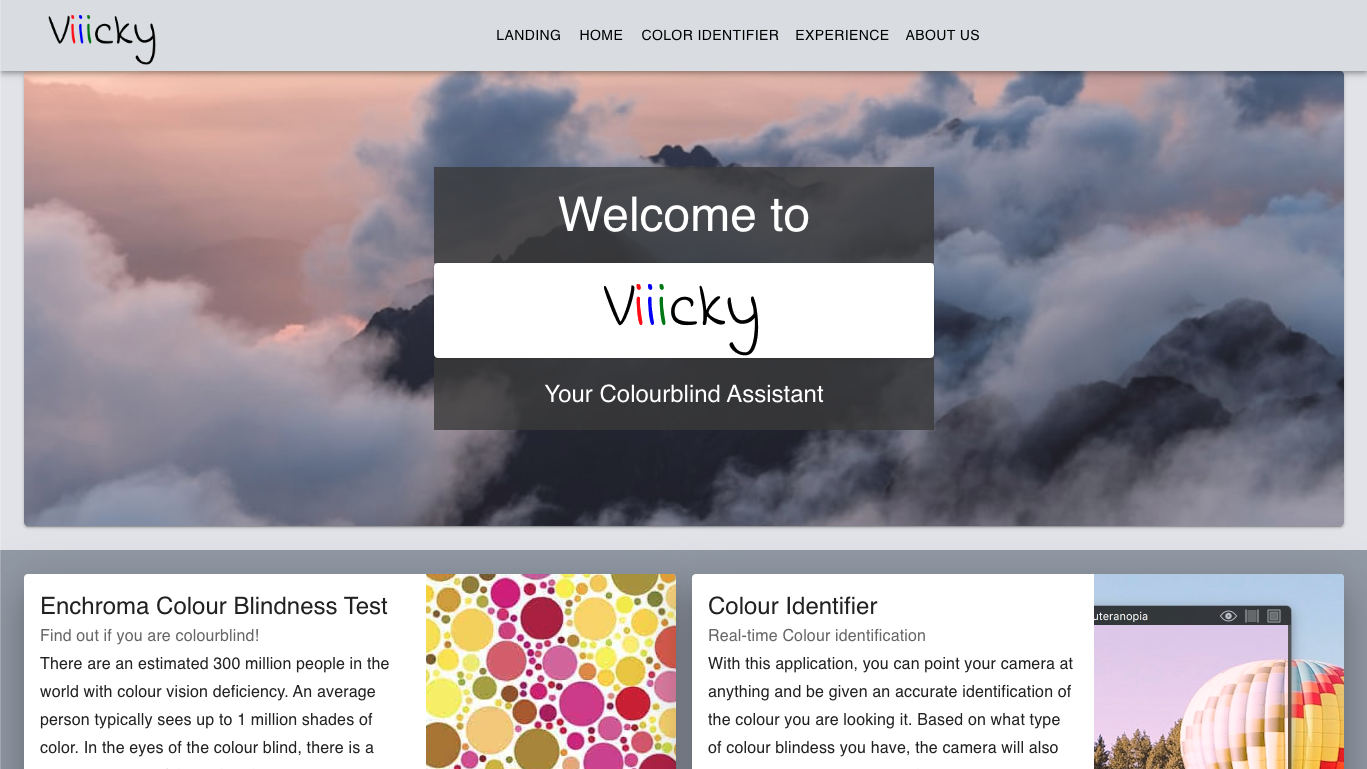 Viiicky
LANDING HOME COLOR IDENTIFIER EXPERIENCE ABOUT US
Welcome to
Viiicky
Your Colourblind Assistant
Enchroma Colour Blindness Test
Find out if you are colourblind!
There are an estimated 300 million people in the
world with colour vision deficiency. An average
person typically sees up to 1 million shades of
color. In the eyes of the colour blind, there is a
Colour Identifier
Real-time Colour identification
With this application, you can point your camera at
anything and be given an accurate identification of
the colour you are looking it. Based on what type
of colour blindess you have, the camera will also
uteranopia